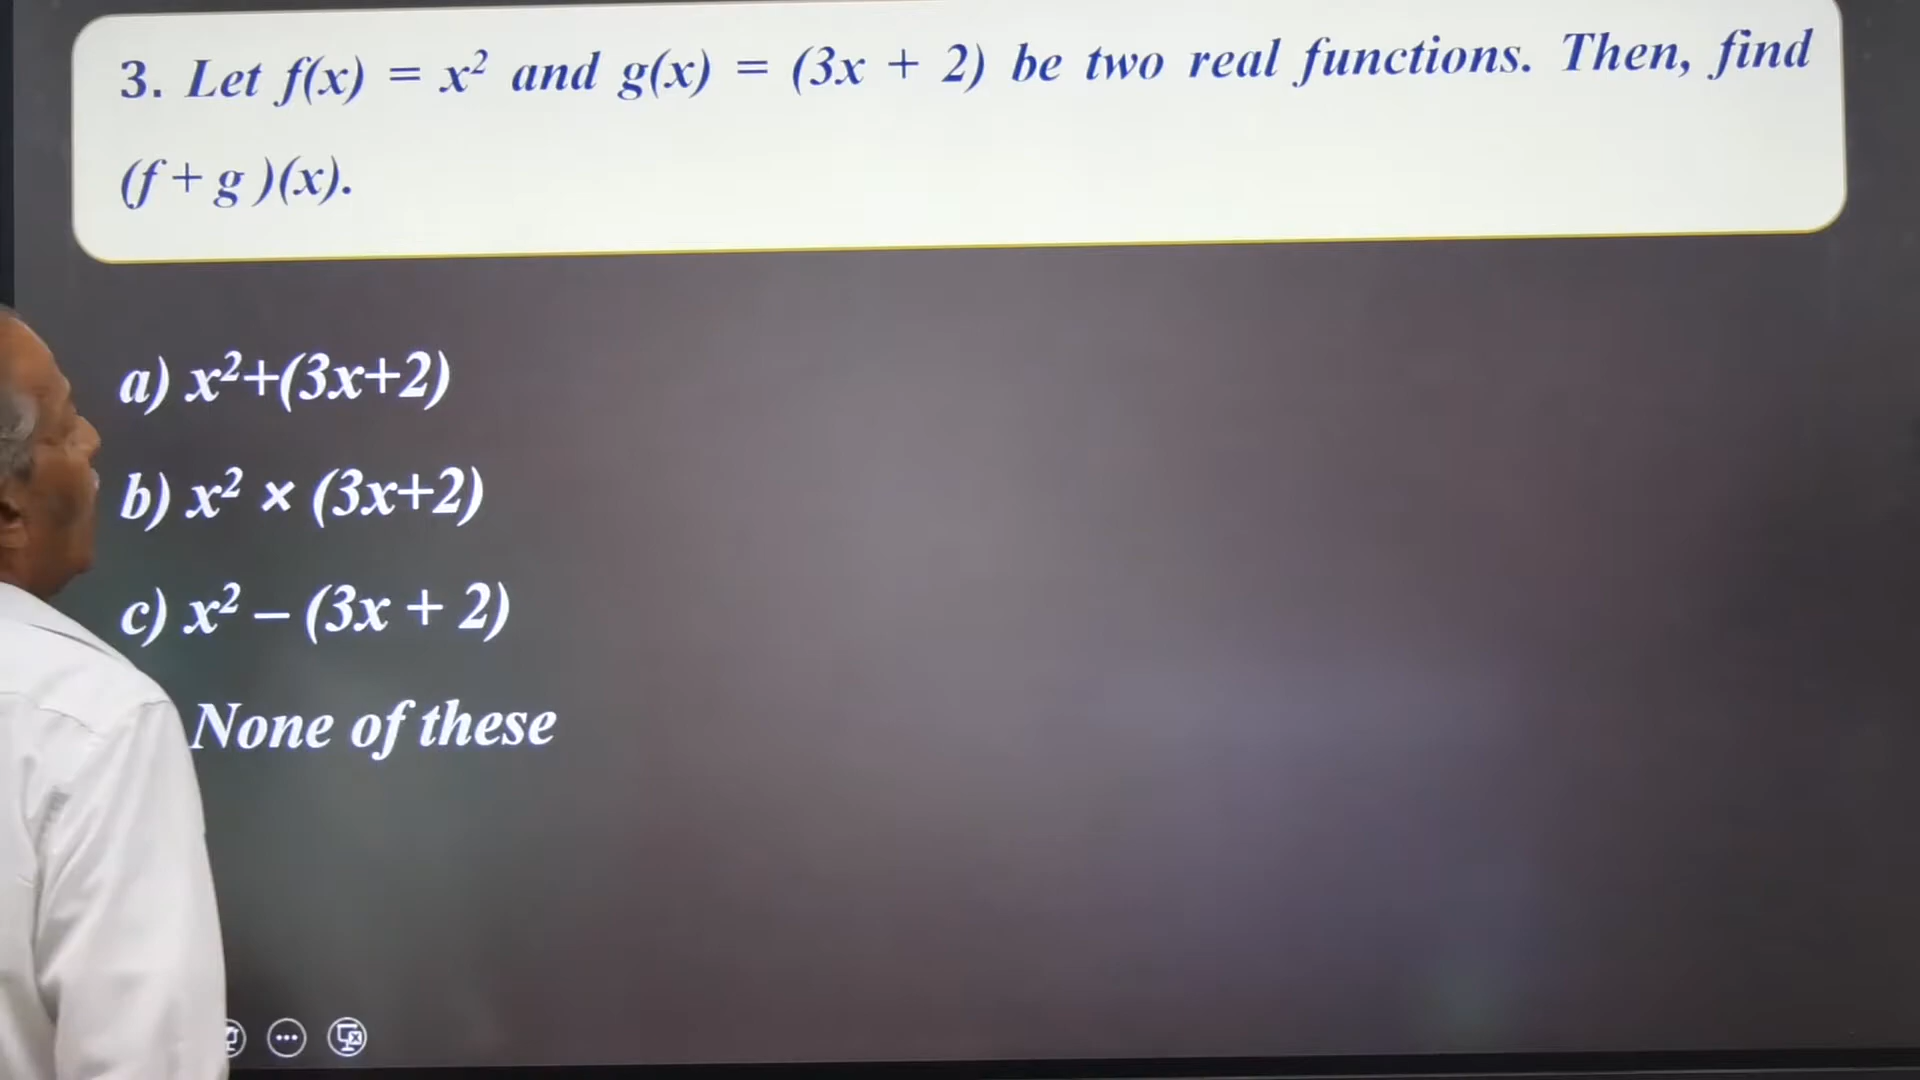 3. Let f(x) = x² and g(x) = (3x + 2) be two real functions. Then, find
(f + g )(x).
a) x²+(3x+2)
b) x² × (3x+2)
c) x² – (3x + 2)
None of these